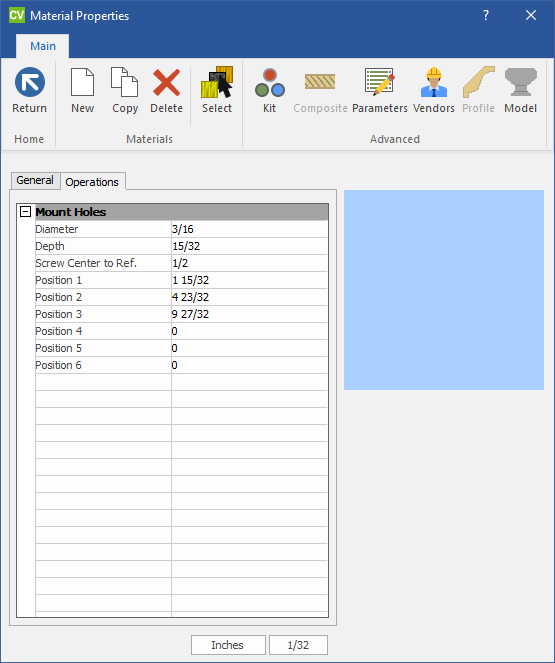 CV Material Properties ?
Main
Return New Copy Delete Select Kit Composite Parameters Vendors Profile Model
Home Materials Advanced
General Operations
Mount Holes
Diameter 3/16
Depth 15/32
Screw Center to Ref. 1/2
Position 1 1 15/32
Position 2 4 23/32
Position 3 9 27/32
Position 4 0
Position 5 0
Position 6 0
Inches 1/32